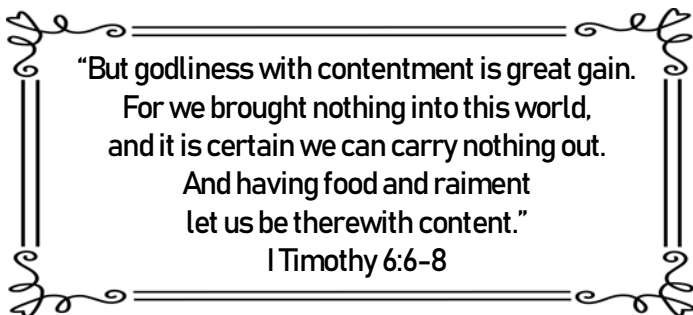 “But godliness with contentment is great gain.
For we brought nothing into this world,
and it is certain we can carry nothing out.
And having food and raiment
let us be therewith content.”
I Timothy 6:6-8